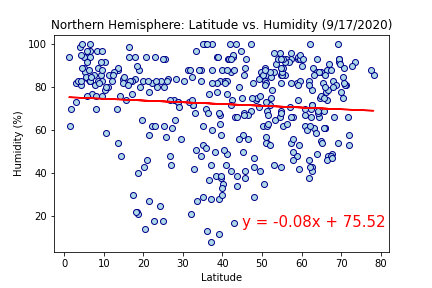 Northern Hemisphere: Latitude vs. Humidity (9/17/2020)
100
80
60
40
20
Humidity (%)
y = -0.08x + 75.52
0 10 20 30 40 50 60 70 80
Latitude